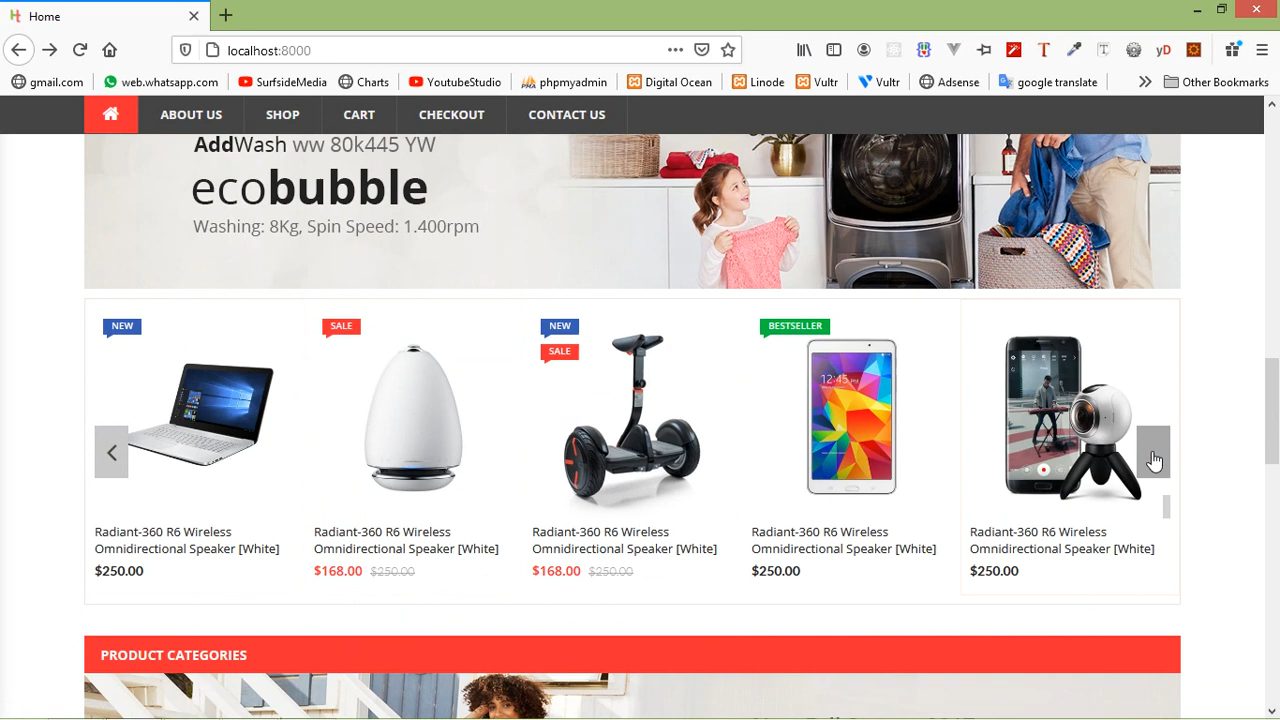 Home
localhost:8000
gmail.com
web.whatsapp.com
SurfsideMedia
Charts
YoutubeStudio
phpmyadmin
Digital Ocean
Linode
Vultr
Vultr
Adsense
google translate
Other Bookmarks
ABOUT US
SHOP
CART
CHECKOUT
CONTACT US
AddWash ww 80k445 YW
ecobubble
Washing: 8Kg, Spin Speed: 1.400rpm
NEW
SALE
NEW
SALE
BESTSELLER
12:45
Radiant-360 R6 Wireless
Omnidirectional Speaker [White]
$250.00
Radiant-360 R6 Wireless
Omnidirectional Speaker [White]
$168.00 $250.00
Radiant-360 R6 Wireless
Omnidirectional Speaker [White]
$168.00 $250.00
Radiant-360 R6 Wireless
Omnidirectional Speaker [White]
$250.00
Radiant-360 R6 Wireless
Omnidirectional Speaker [White]
$250.00
PRODUCT CATEGORIES